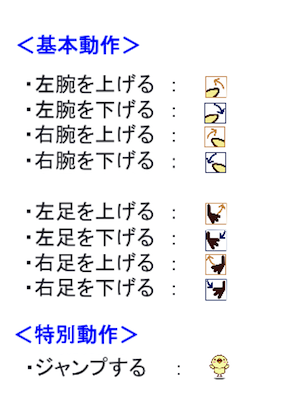 ＜基本動作＞
・左腕を上げる　：
・左腕を下げる　：
・右腕を上げる　：
・右腕を下げる　：
・左足を上げる　：
・左足を下げる　：
・右足を上げる　：
・右足を下げる　：
＜特別動作＞
・ジャンプする　：